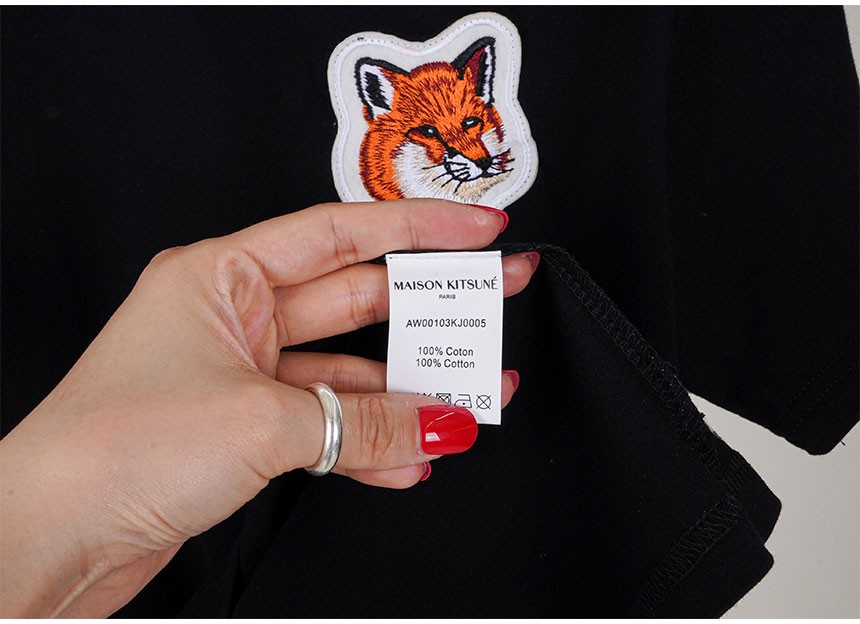 MAISON KITSUNÉ
PARIS
AW00103KJ0005
100% Coton
100% Cotton